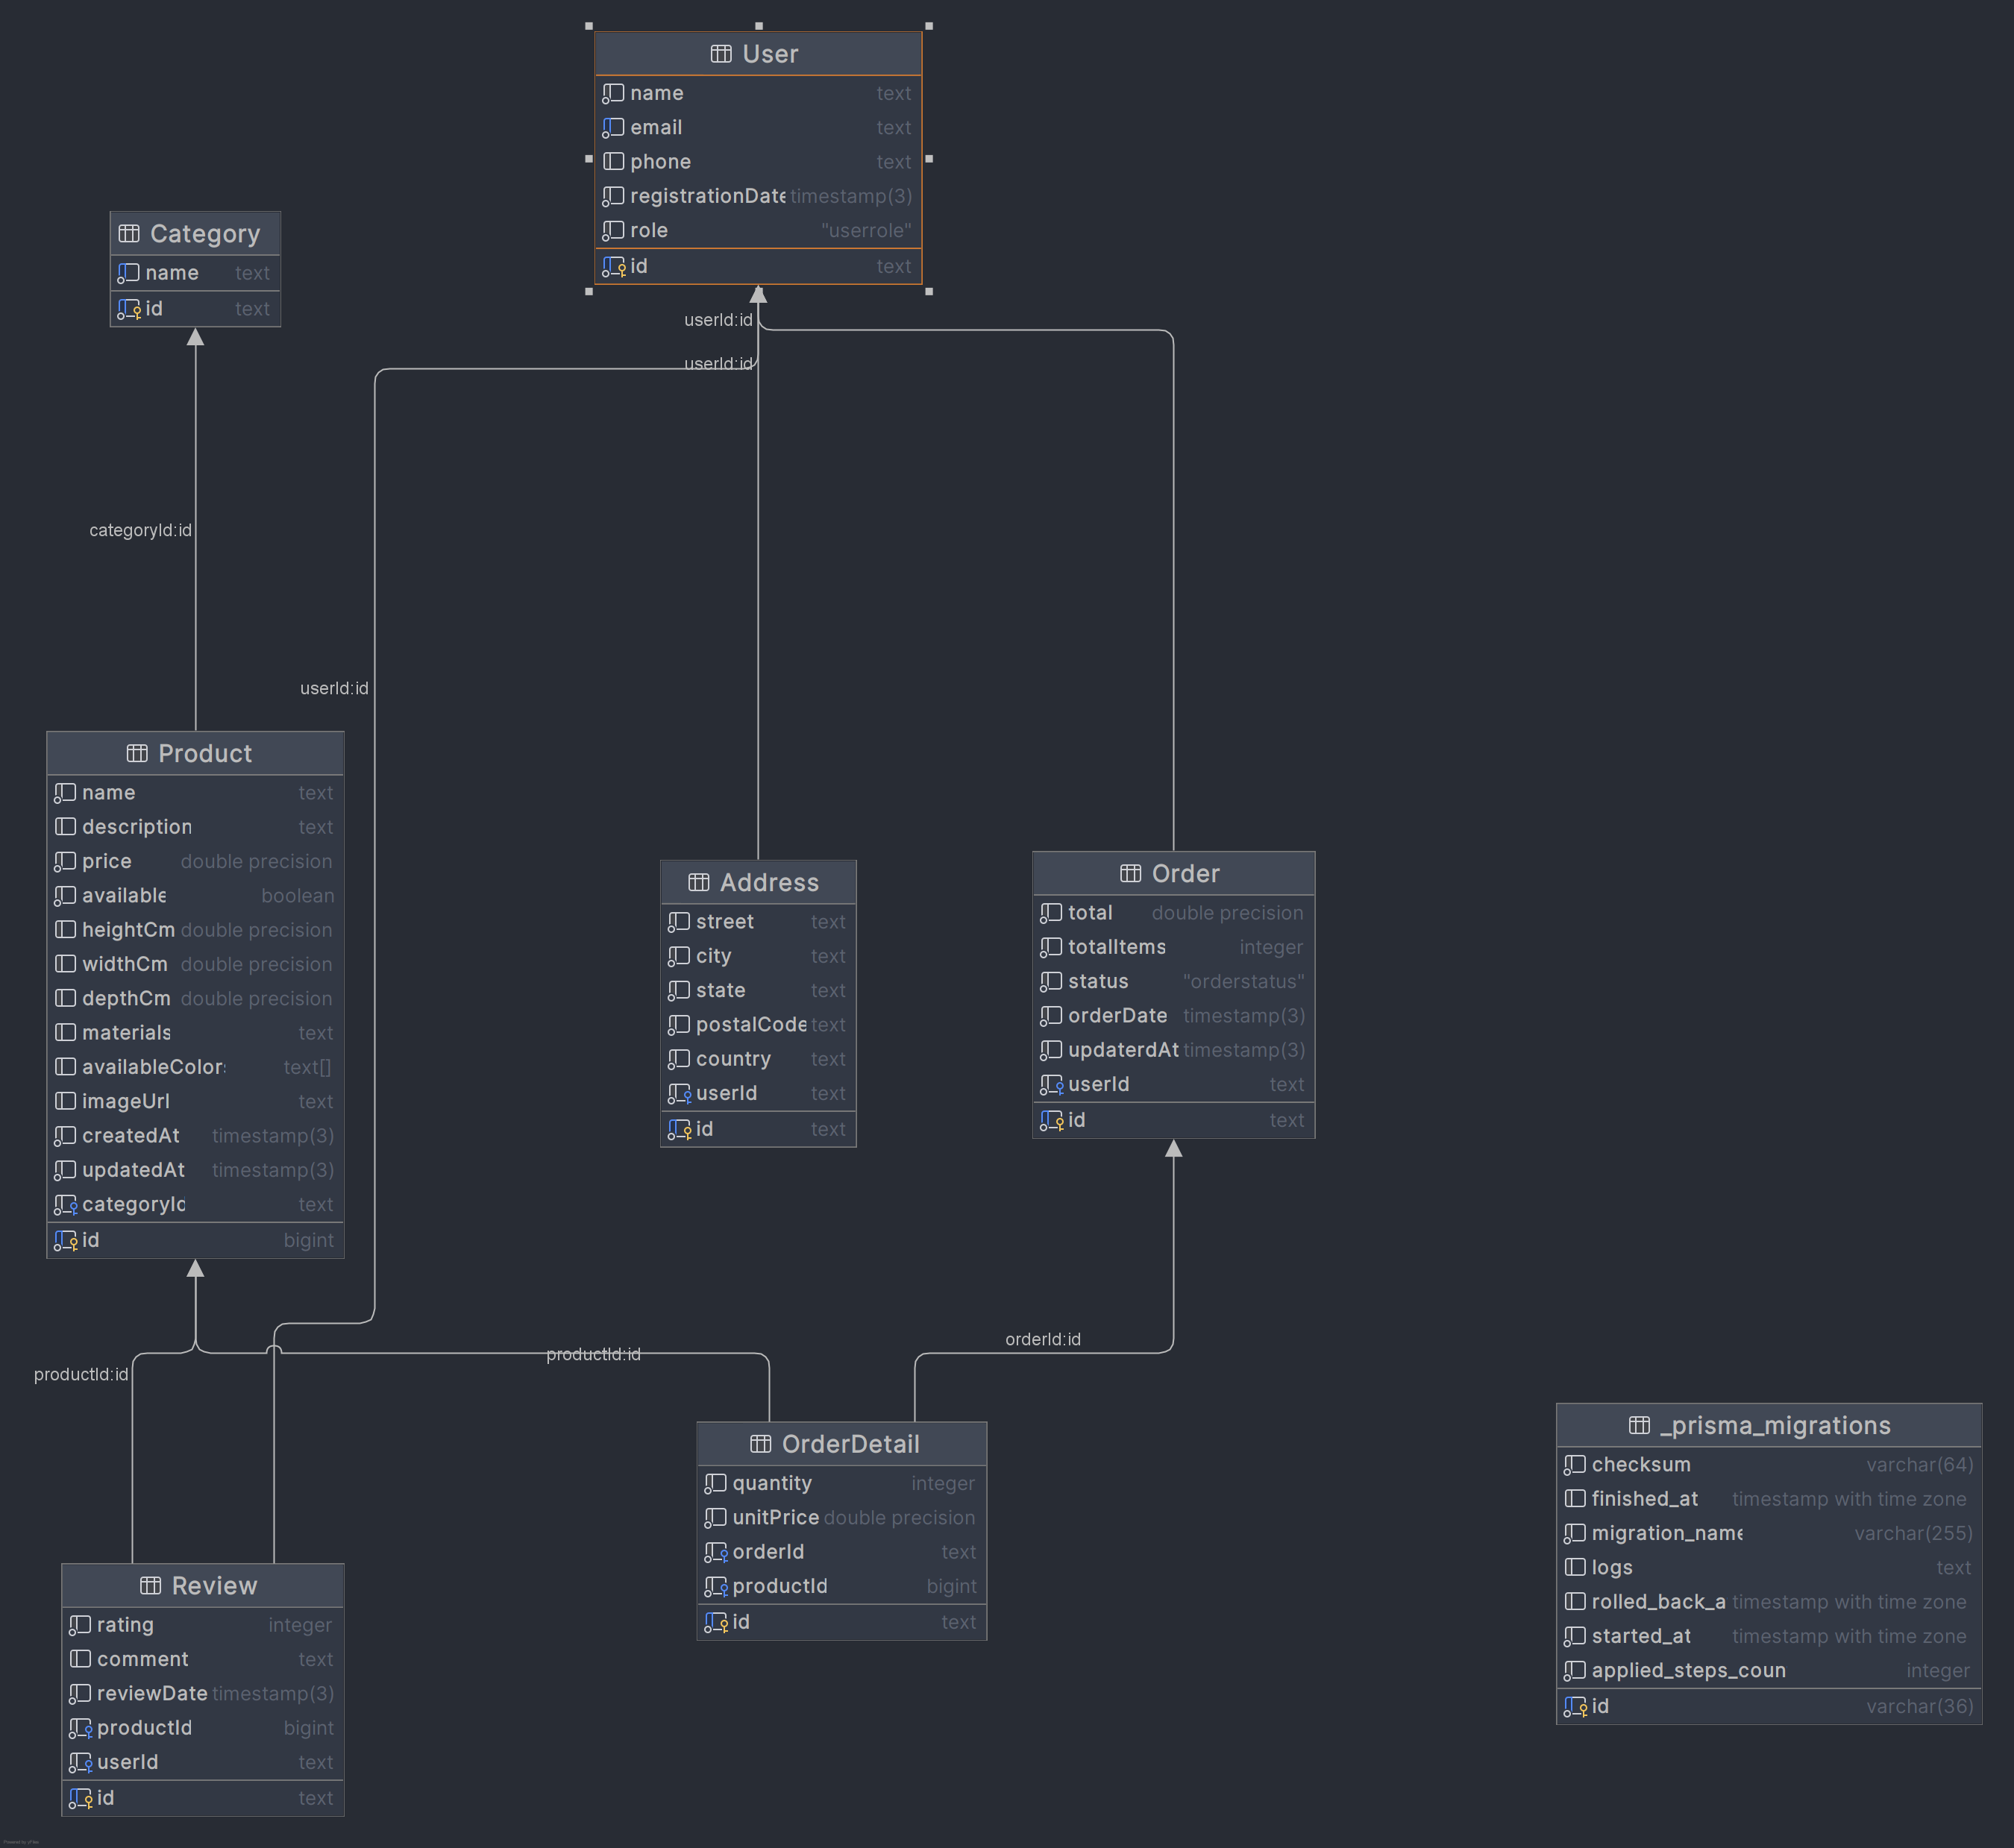 User
name text
email text
phone text
registrationDate timestamp(3)
role "userrole"
id text
Category
name text
id text
userId:id
userId:id
categoryId:id
userId:id
Product
name text
description text
price double precision
available boolean
heightCm double precision
widthCm double precision
depthCm double precision
materials text
availableColor text[]
imageUrl text
createdAt timestamp(3)
updatedAt timestamp(3)
categoryId text
id bigint
Address
street text
city text
state text
postalCode text
country text
userId text
id text
Order
total double precision
totalItems integer
status "orderstatus"
orderDate timestamp(3)
updaterdAt timestamp(3)
userId text
id text
productId:id
productId:id
orderId:id
Review
rating integer
comment text
reviewDate timestamp(3)
productId bigint
userId text
id text
OrderDetail
quantity integer
unitPrice double precision
orderId text
productId bigint
id text
_prisma_migrations
checksum varchar(64)
finished_at timestamp with time zone
migration_name varchar(255)
logs text
rolled_back_a timestamp with time zone
started_at timestamp with time zone
applied_steps_coun integer
id varchar(36)
Powered by yFiles